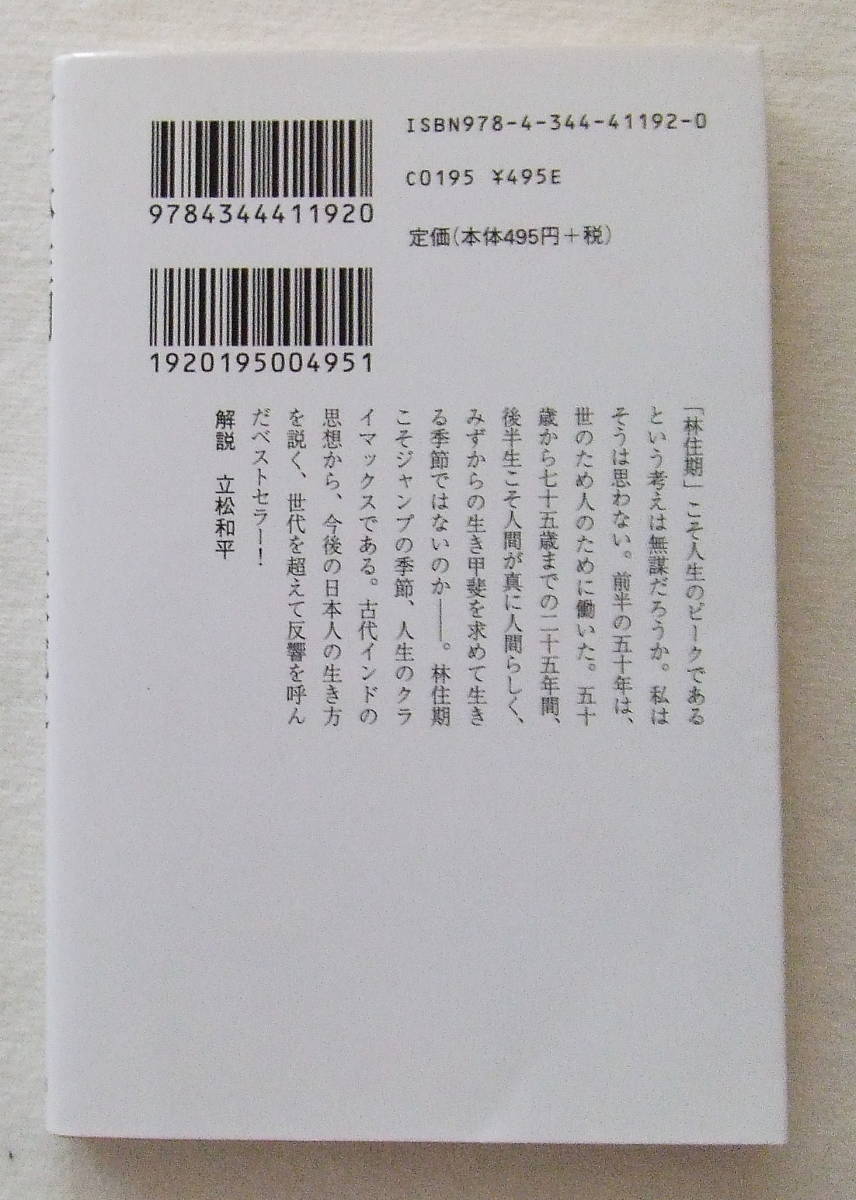 ISBN978-4-344-41192-0
9784344411920
C0195 ¥495E
定価(本体495円+税)
1920195004951
「林住期」こそ人生のピークである
という考えは無謀だろうか。私は
そうは思わない。前半の五十年は、
世のため人のために働いた。五十
歳から七十五歳までの二十五年間、
後半生こそ人間が真に人間らしく、
みずからの生き甲斐を求めて生き
る季節ではないのか――。林住期
こそジャンプの季節、人生のクラ
イマックスである。古代インドの
思想から、今後の日本人の生き方
を説く、世代を超えて反響を呼ん
だベストセラー！
解説 立松和平